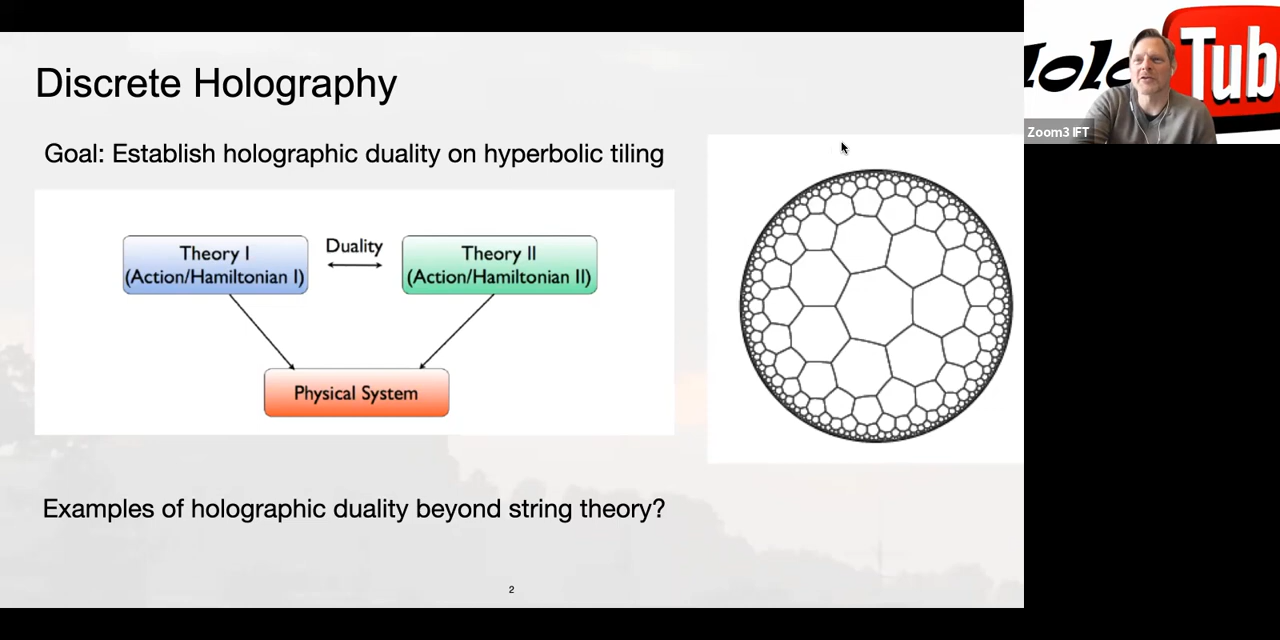 Discrete Holography
Goal: Establish holographic duality on hyperbolic tiling
Theory I
(Action/Hamiltonian I)
Duality
Theory II
(Action/Hamiltonian II)
Physical System
Examples of holographic duality beyond string theory?
2
Holo
Tub
Zoom3 IFT